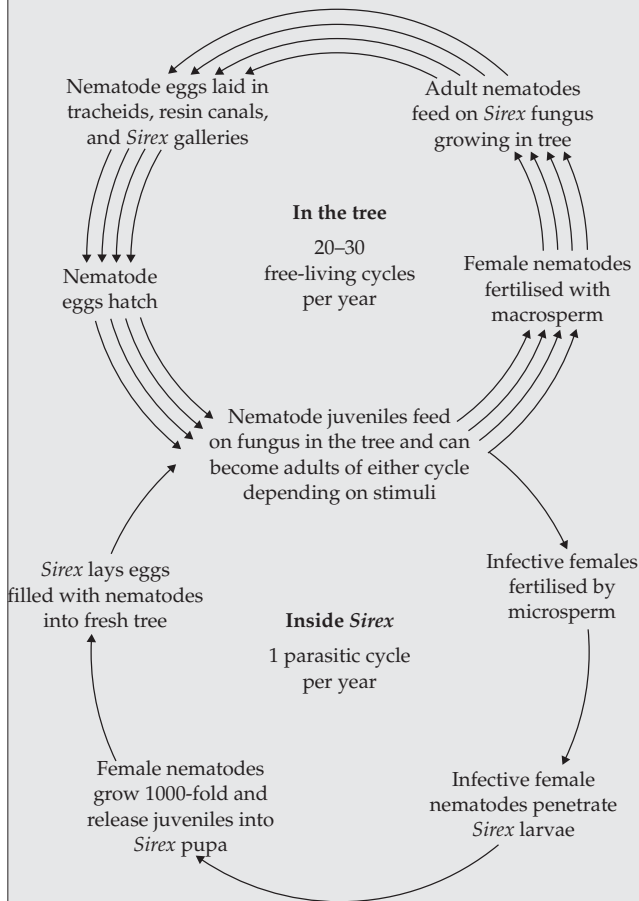 Nematode eggs laid in
tracheids, resin canals,
and Sirex galleries
Adult nematodes
feed on Sirex fungus
growing in tree
In the tree
20–30
free-living cycles
per year
Nematode
eggs hatch
Female nematodes
fertilised with
macrosperm
Nematode juveniles feed
on fungus in the tree and can
become adults of either cycle
depending on stimuli
Sirex lays eggs
filled with nematodes
into fresh tree
Infective females
fertilised by
microsperm
Inside Sirex
1 parasitic cycle
per year
Female nematodes
grow 1000-fold and
release juveniles into
Sirex pupa
Infective female
nematodes penetrate
Sirex larvae